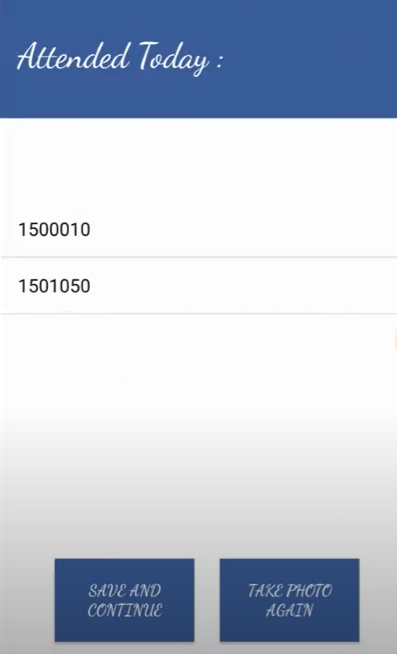 Attended Today :
1500010
1501050
SAVE AND
CONTINUE
TAKE PHOTO
AGAIN